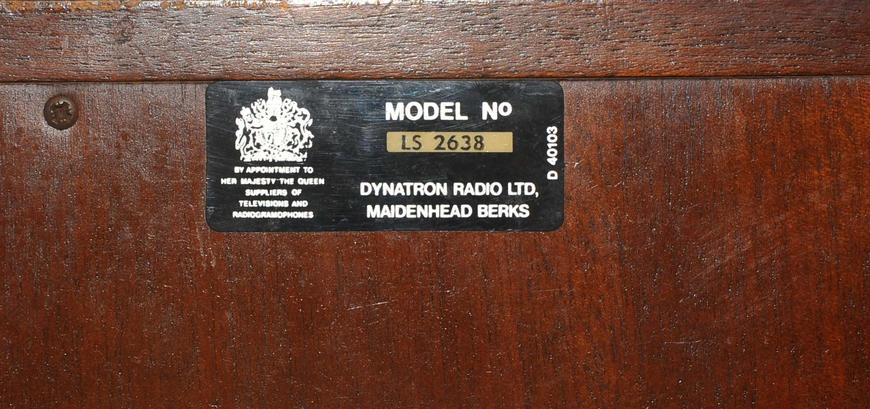 BY APPOINTMENT TO
HER MAJESTY THE QUEEN
SUPPLIERS OF
TELEVISIONS AND
RADIOGRAMOPHONES
MODEL Nº
LS 2638
DYNATRON RADIO LTD,
MAIDENHEAD BERKS
D 40103